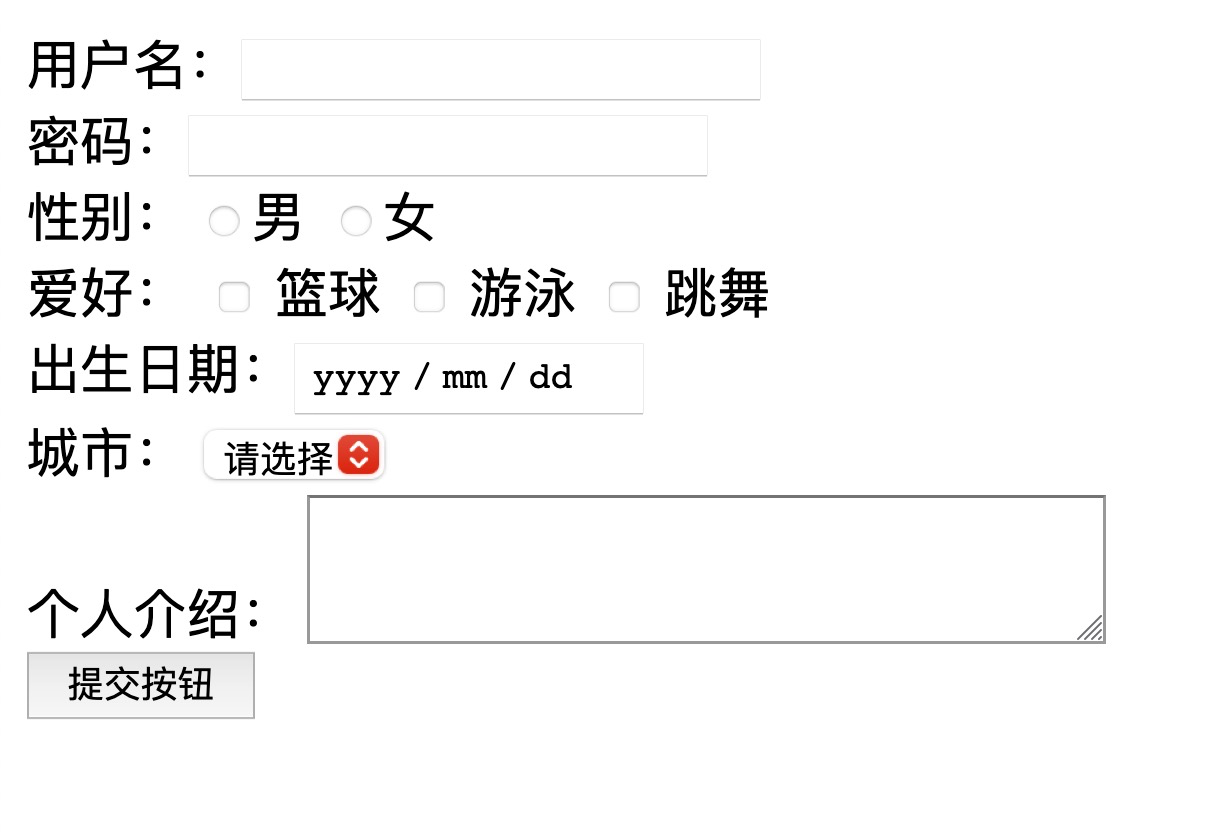 用户名：
密码：
性别： 男 女
爱好： 篮球 游泳 跳舞
出生日期： yyyy / mm / dd
城市： 请选择
个人介绍：
提交按钮